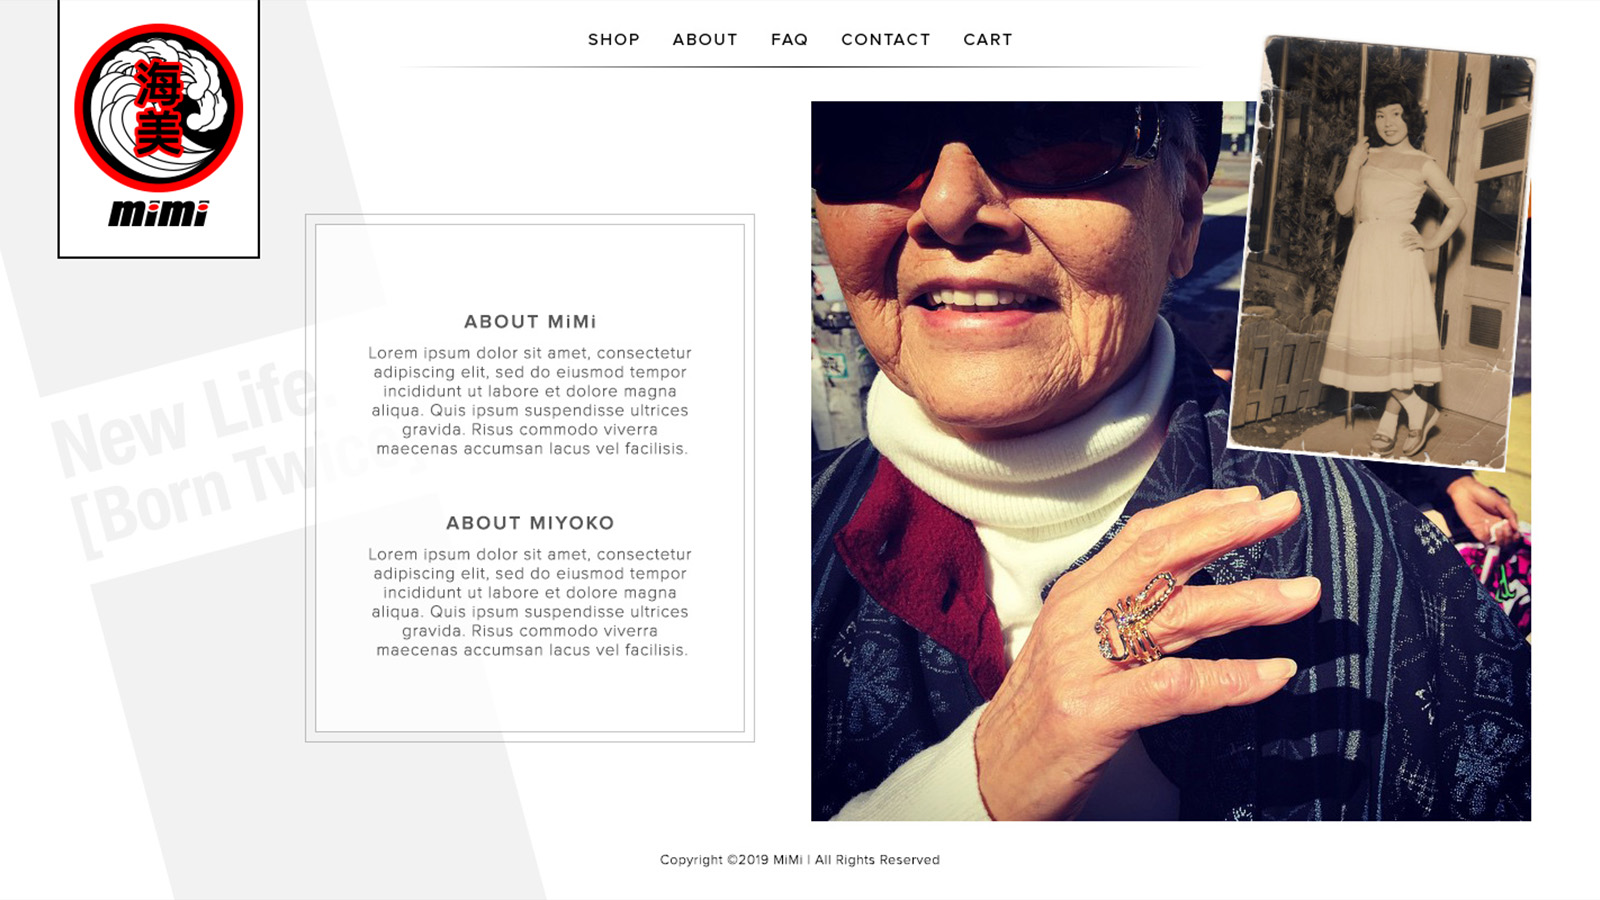 海
美
mimi
SHOP ABOUT FAQ CONTACT CART
New Life.
[Born Twice]
ABOUT MiMi
Lorem ipsum dolor sit amet, consectetur
adipiscing elit, sed do eiusmod tempor
incididunt ut labore et dolore magna
aliqua. Quis ipsum suspendisse ultrices
gravida. Risus commodo viverra
maecenas accumsan lacus vel facilisis.
ABOUT MIYOKO
Lorem ipsum dolor sit amet, consectetur
adipiscing elit, sed do eiusmod tempor
incididunt ut labore et dolore magna
aliqua. Quis ipsum suspendisse ultrices
gravida. Risus commodo viverra
maecenas accumsan lacus vel facilisis.
Copyright ©2019 MiMi | All Rights Reserved